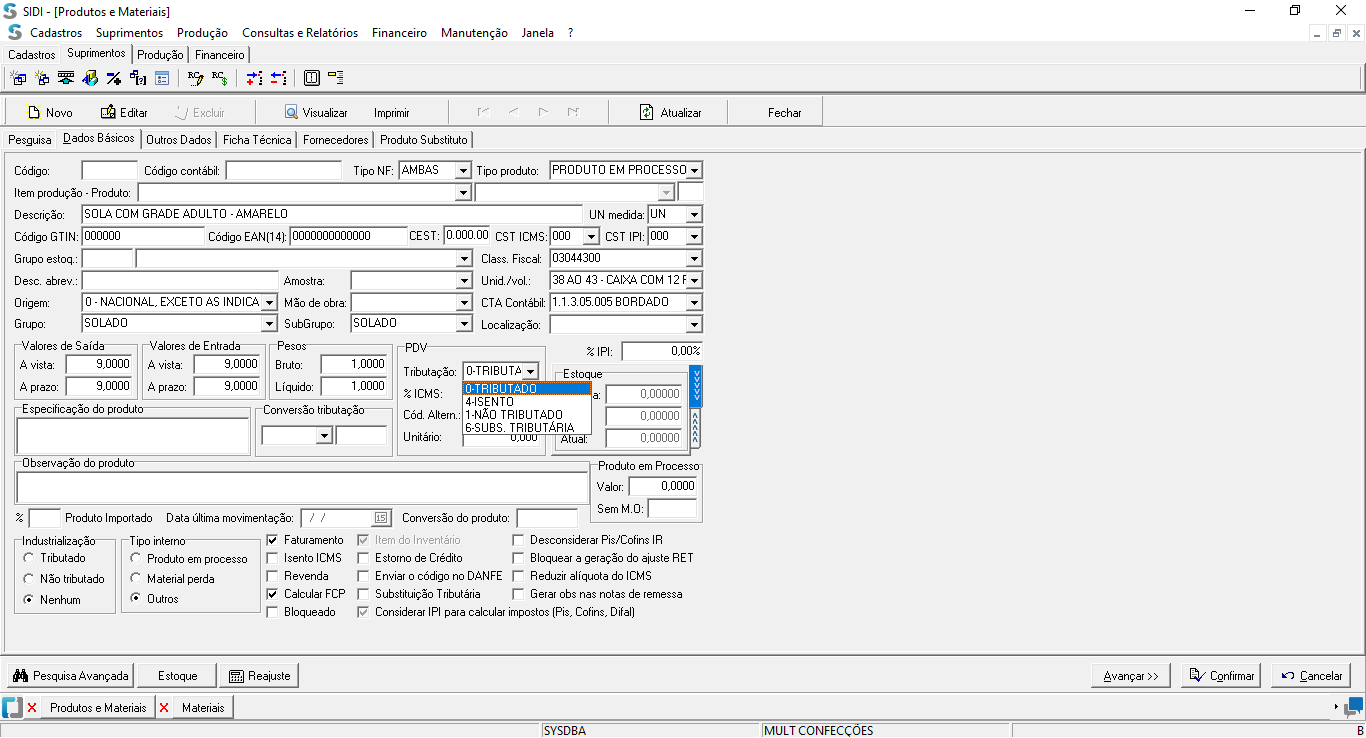 SIDI - [Produtos e Materiais]
Cadastros Suprimentos Produção Consultas e Relatórios Financeiro Manutenção Janela ?
Cadastros Suprimentos Produção Financeiro
Novo Editar Excluir Visualizar Imprimir Atualizar Fechar
Pesquisa Dados Básicos Outros Dados Ficha Técnica Fornecedores Produto Substituto
Código: Código contábil: Tipo NF: AMBAS Tipo produto: PRODUTO EM PROCESSO
Item produção - Produto:
Descrição: SOLA COM GRADE ADULTO - AMARELO UN medida: UN
Código GTIN: 000000 Código EAN(14): 0000000000000 CEST: 0.000.00 CST ICMS: 000 CST IPI: 000
Grupo estoq.: Class. Fiscal: 03044300
Desc. abrev.: Amostra: Unid./vol.: 38 AO 43 - CAIXA COM 12 F
Origem: 0 - NACIONAL, EXCETO AS INDICA Mão de obra: CTA Contábil: 1.1.3.05.005 BORDADO
Grupo: SOLADO SubGrupo: SOLADO Localização:
Valores de Saída Valores de Entrada Pesos PDV % IPI: 0,00%
A vista: 9,0000 A vista: 9,0000 Bruto: 1,0000 Tributação: 0-TRIBUTA Estoque
A prazo: 9,0000 A prazo: 9,0000 Líquido: 1,0000 % ICMS: 0-TRIBUTADO a: 0,00000
4-ISENTO
Especificação do produto Conversão tributação Cód. Altern.: 1-NÃO TRIBUTADO 0,00000
6-SUBS. TRIBUTÁRIA
Unitário: 0,000 Atual: 0,00000
Observação do produto Produto em Processo
Valor: 0,0000
Sem M.O:
% Produto Importado Data última movimentação: / / 15 Conversão do produto:
Industrialização Tipo interno Faturamento Item do Inventário Desconsiderar Pis/Cofins IR
Tributado Produto em processo Isento ICMS Estorno de Crédito Bloquear a geração do ajuste RET
Não tributado Material perda Revenda Enviar o código no DANFE Reduzir alíquota do ICMS
Nenhum Outros Calcular FCP Substituição Tributária Gerar obs nas notas de remessa
Bloqueado Considerar IPI para calcular impostos (Pis, Cofins, Difal)
Pesquisa Avançada Estoque Reajuste Avançar >> Confirmar Cancelar
Produtos e Materiais Materiais
SYSDBA MULT CONFECÇÕES B